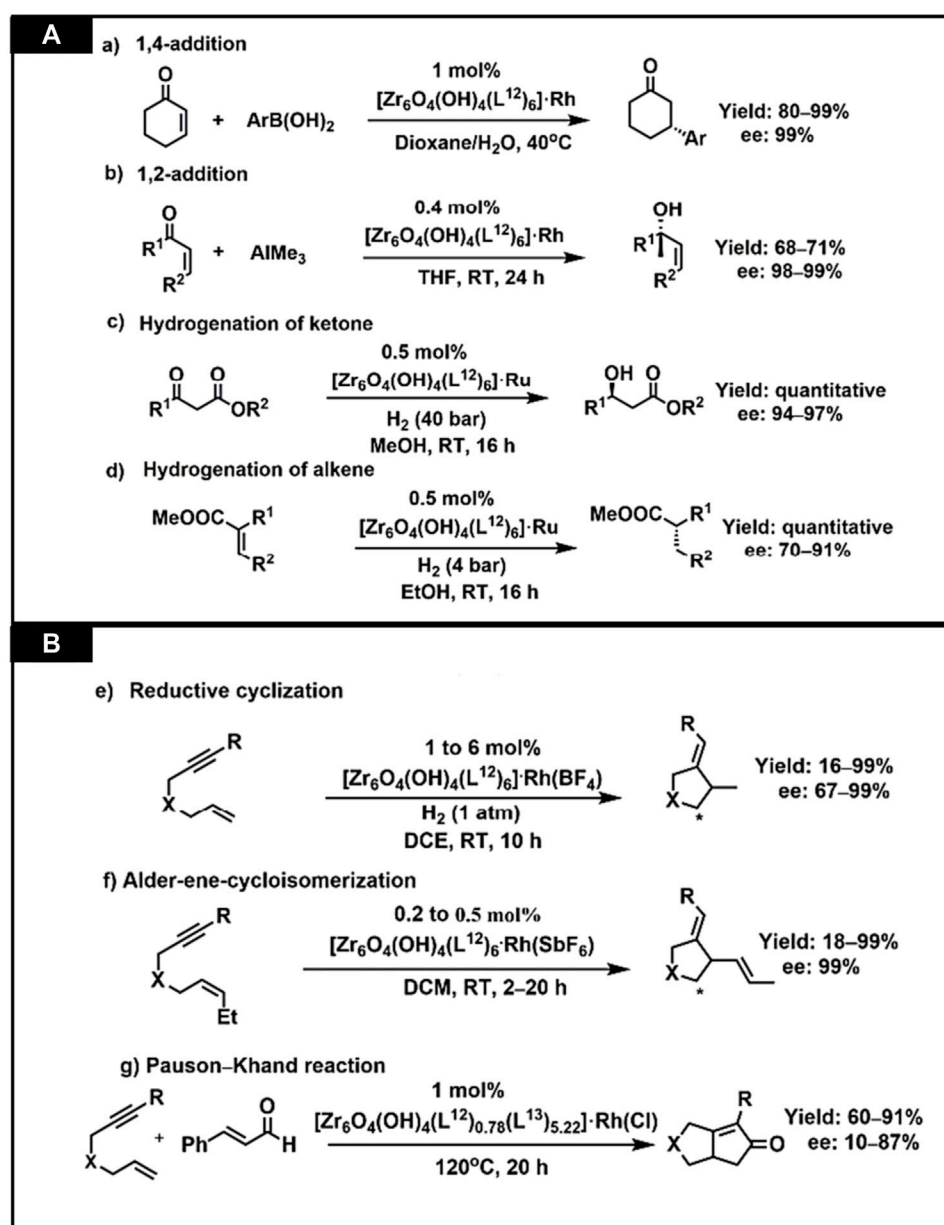 A
a) 1,4-addition
O
+ ArB(OH)2
1 mol%
[Zr6O4(OH)4(L12)6]·Rh
Dioxane/H2O, 40°C
O
Ar
Yield: 80–99%
ee: 99%
b) 1,2-addition
O
R1
R2
+ AlMe3
0.4 mol%
[Zr6O4(OH)4(L12)6]·Rh
THF, RT, 24 h
OH
R1
R2
Yield: 68–71%
ee: 98–99%
c) Hydrogenation of ketone
O O
R1 OR2
0.5 mol%
[Zr6O4(OH)4(L12)6]·Ru
H2 (40 bar)
MeOH, RT, 16 h
OH O
R1 OR2
Yield: quantitative
ee: 94–97%
d) Hydrogenation of alkene
MeOOC R1
R2
0.5 mol%
[Zr6O4(OH)4(L12)6]·Ru
H2 (4 bar)
EtOH, RT, 16 h
MeOOC R1
R2
Yield: quantitative
ee: 70–91%
B
e) Reductive cyclization
R
X
1 to 6 mol%
[Zr6O4(OH)4(L12)6]·Rh(BF4)
H2 (1 atm)
DCE, RT, 10 h
R
X
*
Yield: 16–99%
ee: 67–99%
f) Alder-ene-cycloisomerization
R
X
Et
0.2 to 0.5 mol%
[Zr6O4(OH)4(L12)6·Rh(SbF6)
DCM, RT, 2–20 h
R
X
*
Yield: 18–99%
ee: 99%
g) Pauson–Khand reaction
R
X
+
O
Ph H
1 mol%
[Zr6O4(OH)4(L12)0.78(L13)5.22]·Rh(Cl)
120°C, 20 h
R
X
O
Yield: 60–91%
ee: 10–87%